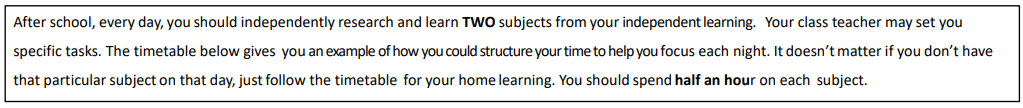 After school, every day, you should independently research and learn TWO subjects from your independent learning. Your class teacher may set you
specific tasks. The timetable below gives you an example of how you could structure your time to help you focus each night. It doesn't matter if you don't have
that particular subject on that day, just follow the timetable for your home learning. You should spend half an hour on each subject.